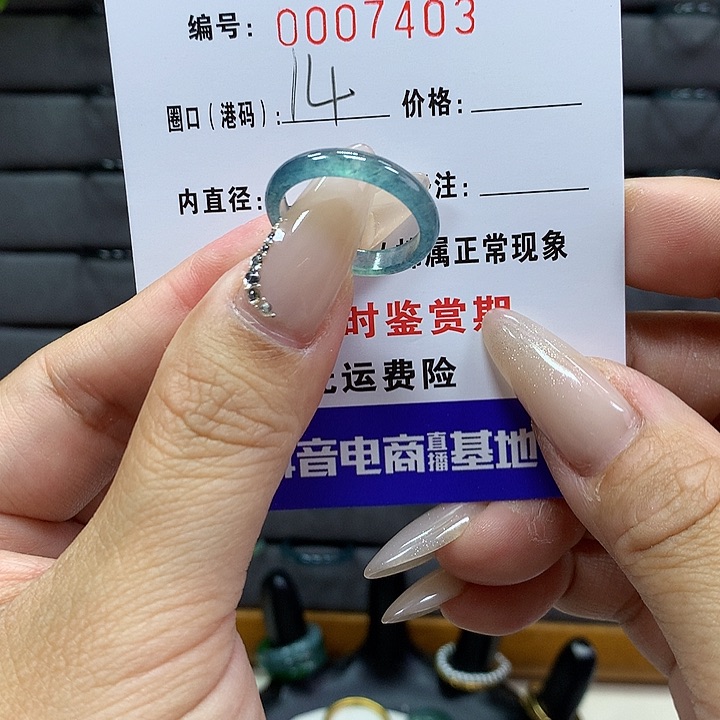 编号: 0007403
圈口(港码): 14 价格:
内直径: 注:
属正常现象
时鉴赏期
运费险
音电商直播基地